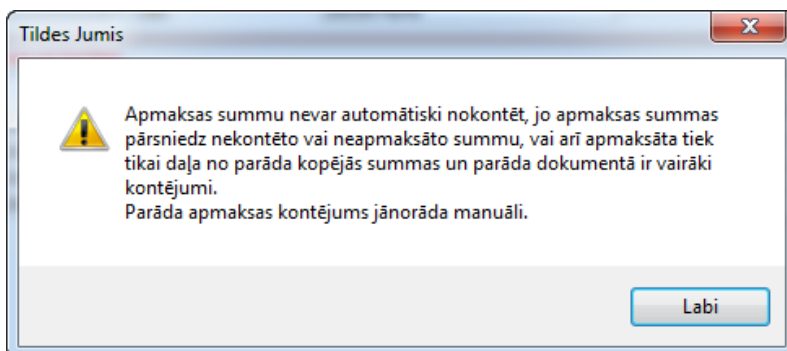 Tildes Jumis
Apmaksas summu nevar automātiski nokontēt, jo apmaksas summas
pārsniedz nekontēto vai neapmaksāto summu, vai arī apmaksāta tiek
tikai daļa no parāda kopējās summas un parāda dokumentā ir vairāki
kontējumi.
Parāda apmaksas kontējums jānorāda manuāli.
Labi